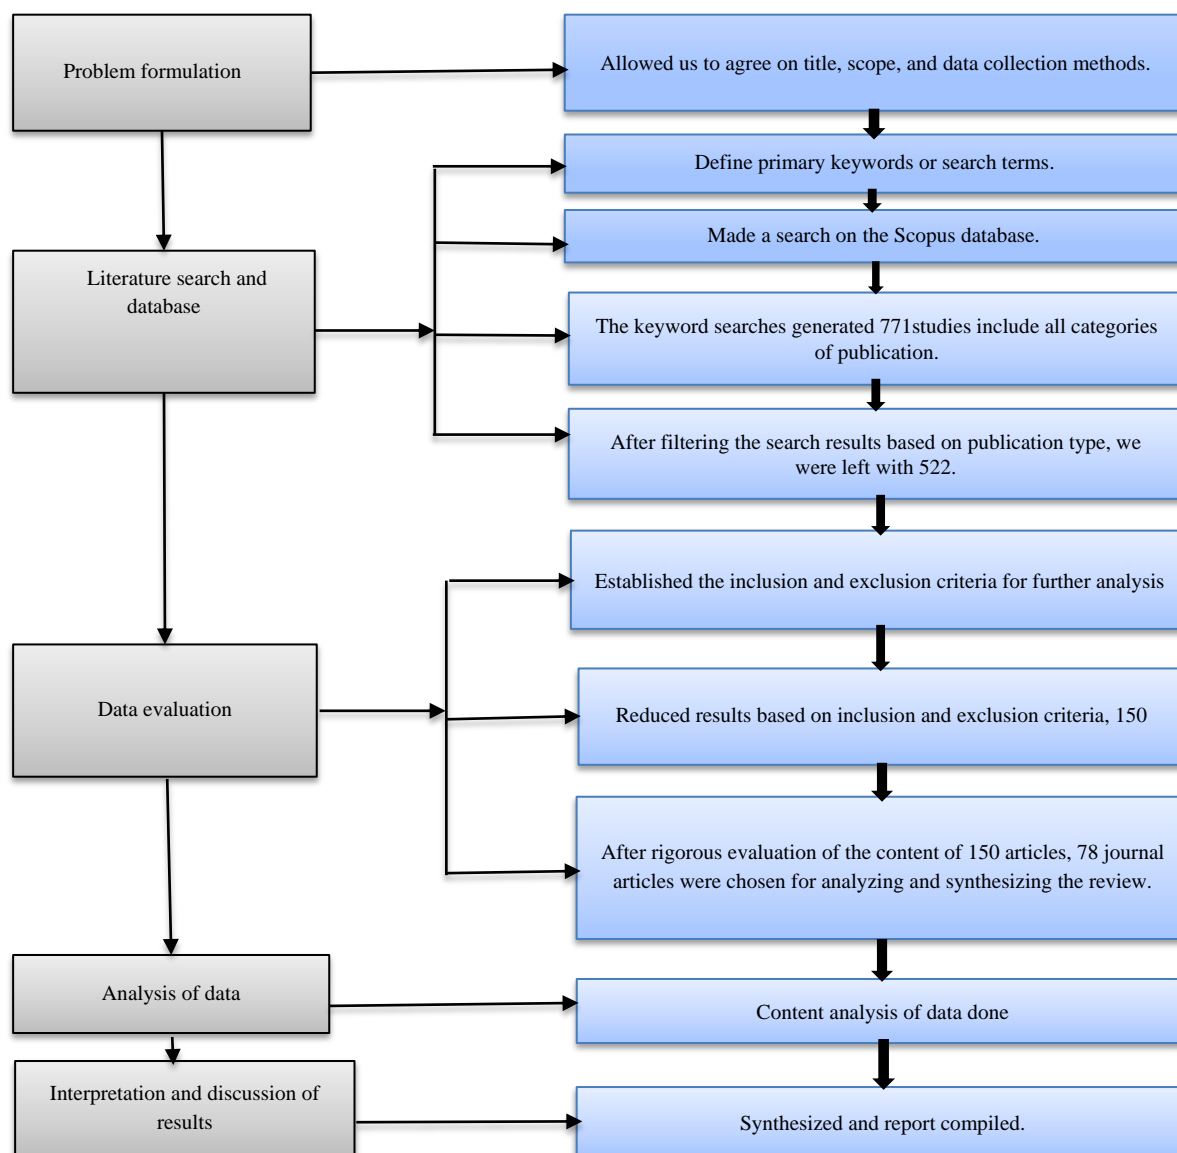 Problem formulation
Allowed us to agree on title, scope, and data collection methods.
Define primary keywords or search terms.
Made a search on the Scopus database.
Literature search and
database
The keyword searches generated 771studies include all categories
of publication.
After filtering the search results based on publication type, we
were left with 522.
Established the inclusion and exclusion criteria for further analysis
Data evaluation
Reduced results based on inclusion and exclusion criteria, 150
After rigorous evaluation of the content of 150 articles, 78 journal
articles were chosen for analyzing and synthesizing the review.
Analysis of data
Content analysis of data done
Interpretation and discussion of
results
Synthesized and report compiled.